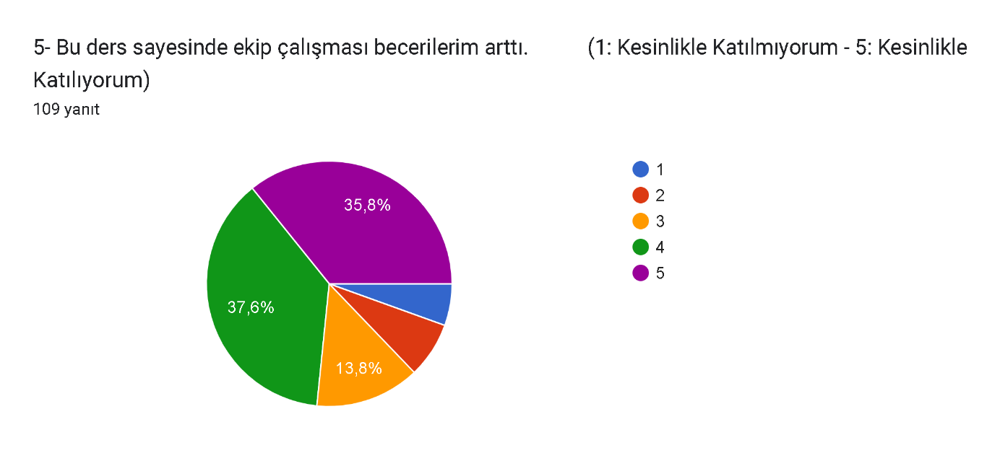 5- Bu ders sayesinde ekip çalışması becerilerim arttı. (1: Kesinlikle Katılmıyorum - 5: Kesinlikle
Katılıyorum)
109 yanıt
35,8%
37,6%
13,8%
1
2
3
4
5